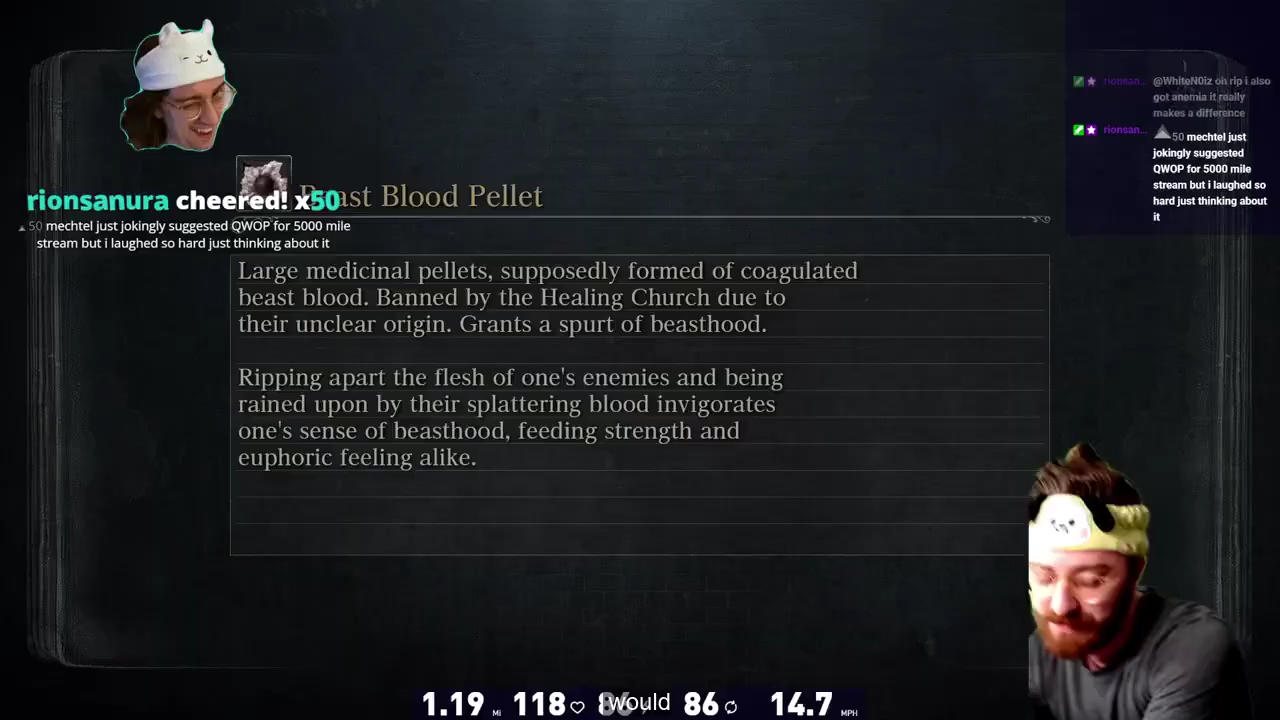 @WhiteN0iz oh rip i also
got anemia it really
makes a difference
rionsan...
50 mechtel just
jokingly suggested
QWOP for 5000 mile
stream but i laughed so
hard just thinking about
it
rionsanura cheered! x50
50 mechtel just jokingly suggested QWOP for 5000 mile
stream but i laughed so hard just thinking about it
Blood Pellet
Large medicinal pellets, supposedly formed of coagulated
beast blood. Banned by the Healing Church due to
their unclear origin. Grants a spurt of beasthood.
Ripping apart the flesh of one's enemies and being
rained upon by their splattering blood invigorates
one's sense of beasthood, feeding strength and
euphoric feeling alike.
1.19 MI 118 I would 86 14.7 MPH